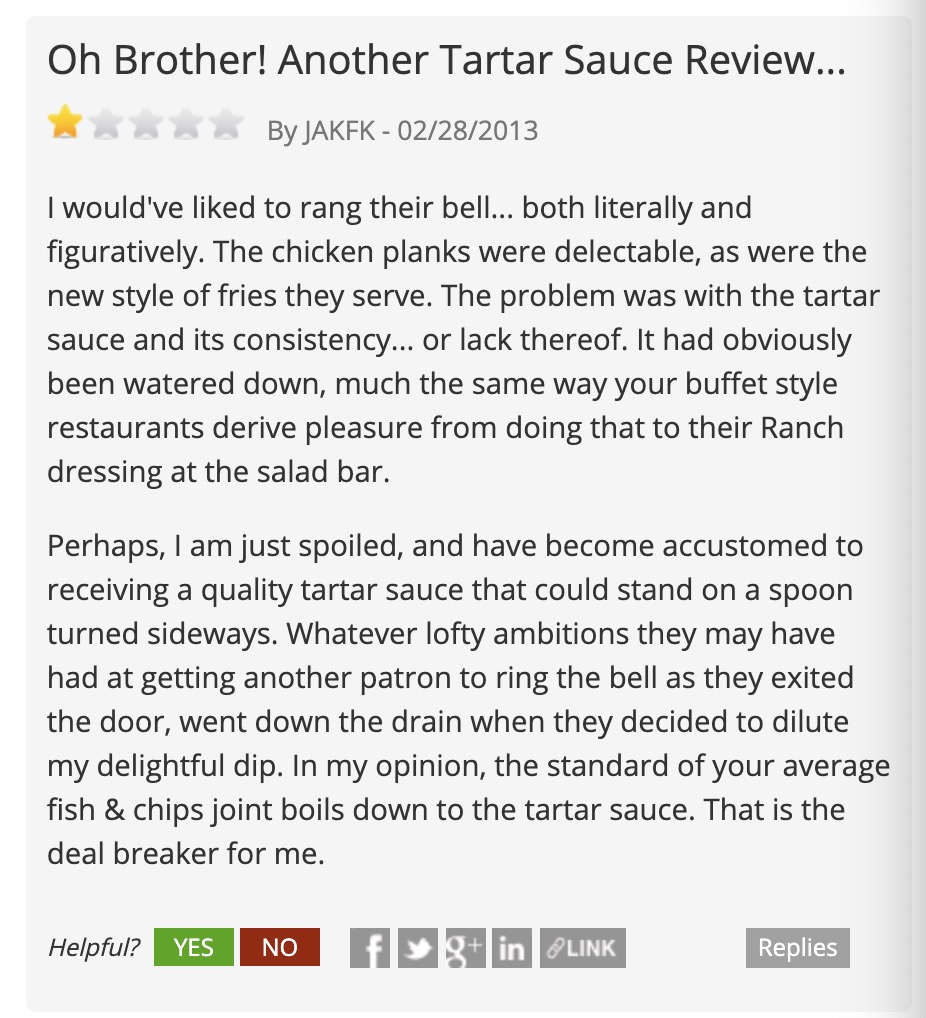 Oh Brother! Another Tartar Sauce Review...
By JAKFK - 02/28/2013
I would've liked to rang their bell... both literally and
figuratively. The chicken planks were delectable, as were the
new style of fries they serve. The problem was with the tartar
sauce and its consistency... or lack thereof. It had obviously
been watered down, much the same way your buffet style
restaurants derive pleasure from doing that to their Ranch
dressing at the salad bar.
Perhaps, I am just spoiled, and have become accustomed to
receiving a quality tartar sauce that could stand on a spoon
turned sideways. Whatever lofty ambitions they may have
had at getting another patron to ring the bell as they exited
the door, went down the drain when they decided to dilute
my delightful dip. In my opinion, the standard of your average
fish & chips joint boils down to the tartar sauce. That is the
deal breaker for me.
Helpful? YES NO f g+ in LINK Replies